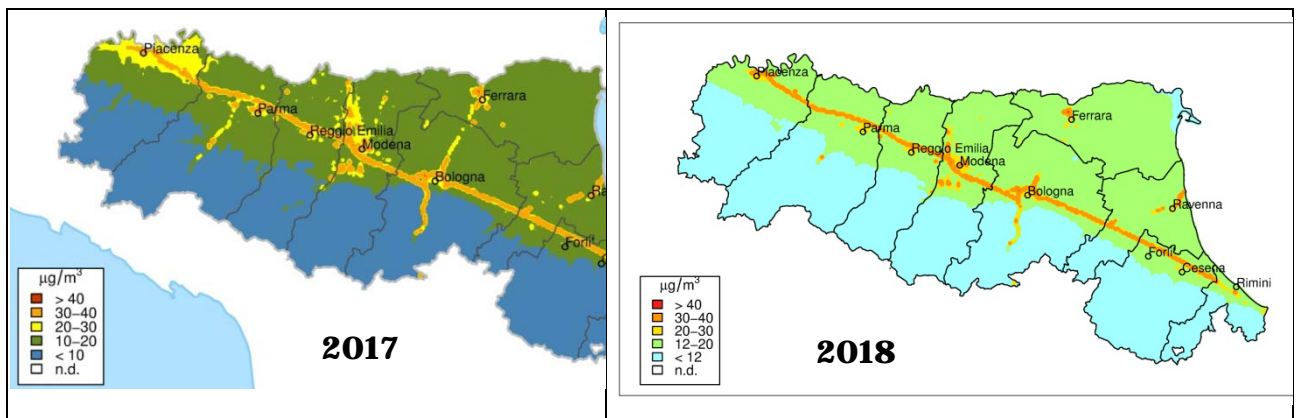 Piacenza
Parma
Ferrara
Reggio Emilia
Modena
Bologna
Ra
Forlì
µg/m³
> 40
30–40
20–30
10–20
< 10
n.d.
2017
Piacenza
Parma
Ferrara
Reggio Emilia
Modena
Bologna
Ravenna
Forlì
Cesena
Rimini
µg/m³
> 40
30–40
20–30
12–20
< 12
n.d.
2018